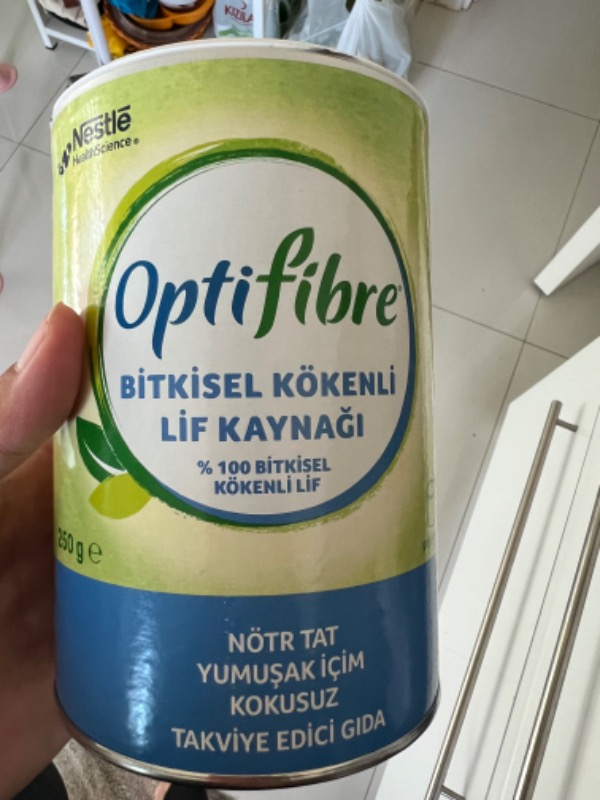 KIZILA
Nestlé
HealthScience®
Optifibre®
BİTKİSEL KÖKENLİ
LİF KAYNAĞI
% 100 BİTKİSEL
KÖKENLİ LİF
250 g e
NÖTR TAT
YUMUŞAK İÇİM
KOKUSUZ
TAKVİYE EDİCİ GIDA